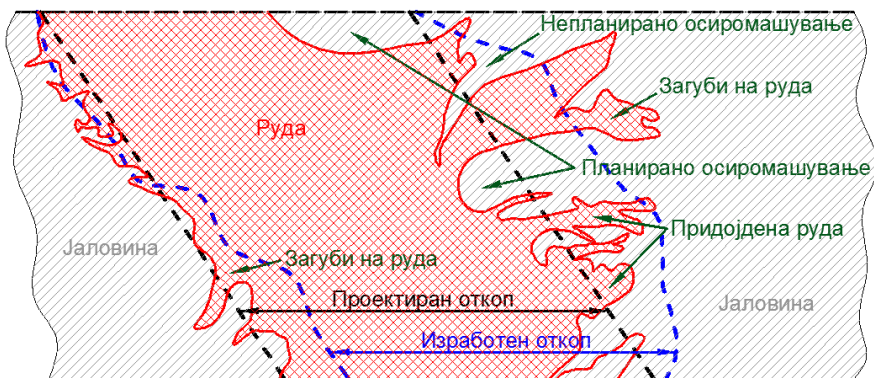 Непланирано осиромашување
Загуби на руда
Руда
Планирано осиромашување
Придојдена руда
Јаловина
Загуби на руда
Проектиран откоп
Јаловина
Изработен откоп